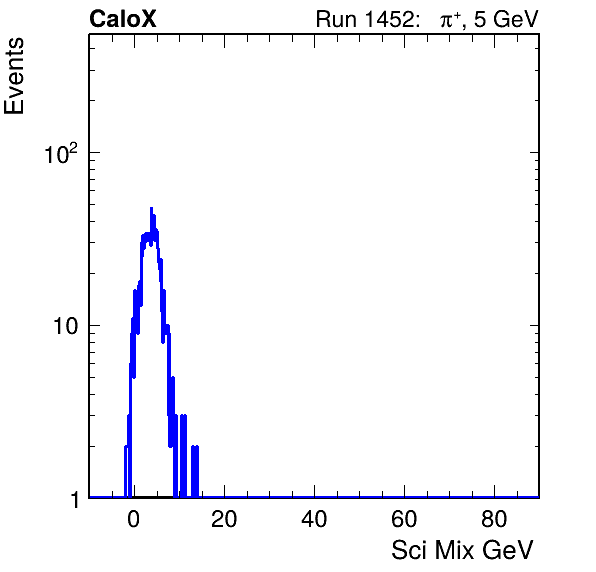 CaloX Run 1452: π⁺, 5 GeV
Events
10²
10
1
0 20 40 60 80
Sci Mix GeV